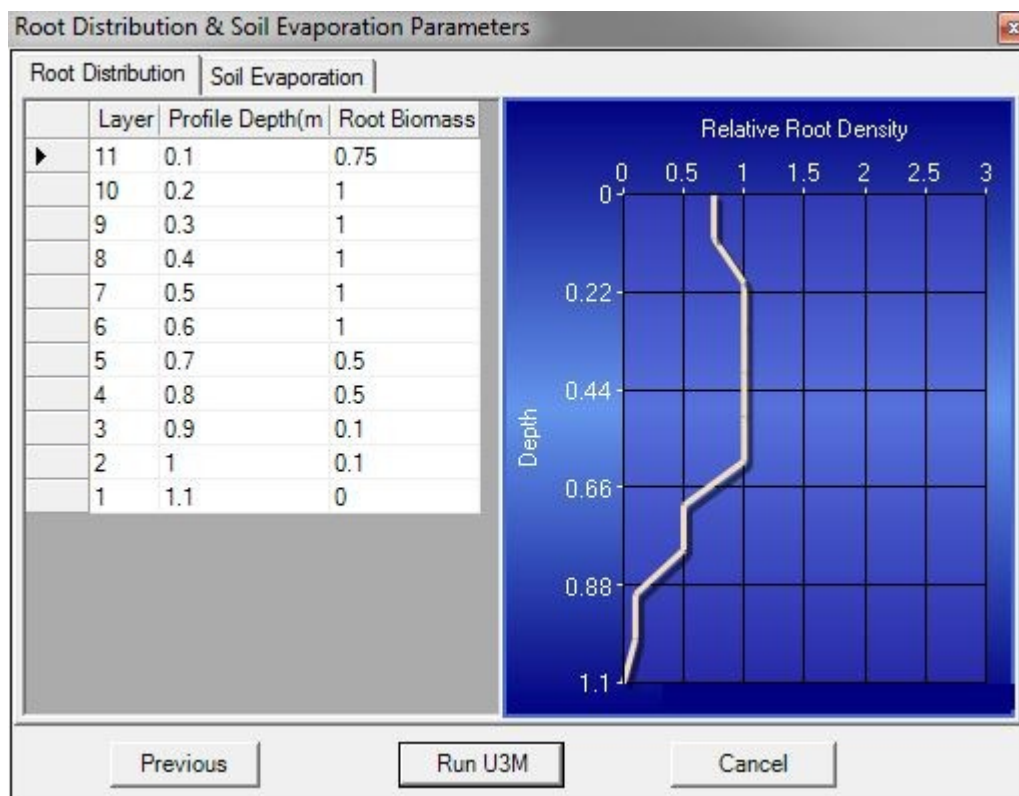 Root Distribution & Soil Evaporation Parameters
Root Distribution Soil Evaporation
Layer Profile Depth(m Root Biomass
11 0.1 0.75
10 0.2 1
9 0.3 1
8 0.4 1
7 0.5 1
6 0.6 1
5 0.7 0.5
4 0.8 0.5
3 0.9 0.1
2 1 0.1
1 1.1 0
Relative Root Density
0 0.5 1 1.5 2 2.5 3
0
0.22
0.44
0.66
0.88
1.1
Depth
Previous Run U3M Cancel